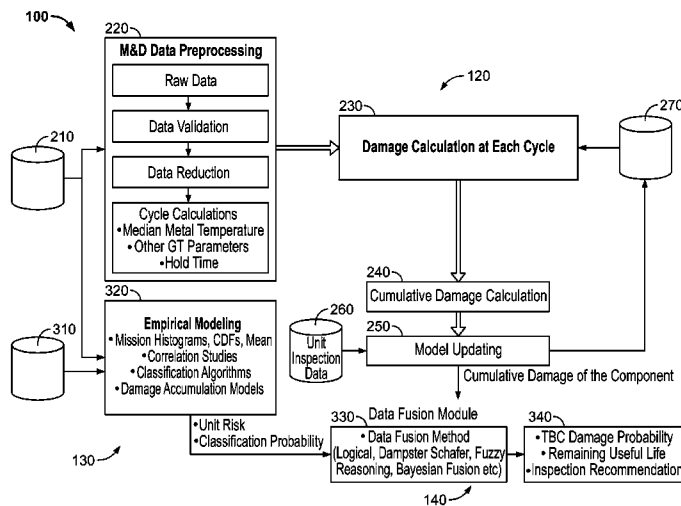 100
220
M&D Data Preprocessing
Raw Data
Data Validation
Data Reduction
Cycle Calculations
•Median Metal Temperature
•Other GT Parameters
•Hold Time
210
120
230
Damage Calculation at Each Cycle
270
240
Cumulative Damage Calculation
260
Unit
Inspection
Data
250
Model Updating
Cumulative Damage of the Component
310
320
Empirical Modeling
•Mission Histograms, CDFs, Mean
•Correlation Studies
•Classification Algorithms
•Damage Accumulation Models
130
•Unit Risk
•Classification Probability
Data Fusion Module
330
•Data Fusion Method
(Logical, Dampster Schafer, Fuzzy
Reasoning, Bayesian Fusion etc)
140
340
•TBC Damage Probability
•Remaining Useful Life
•Inspection Recommendation